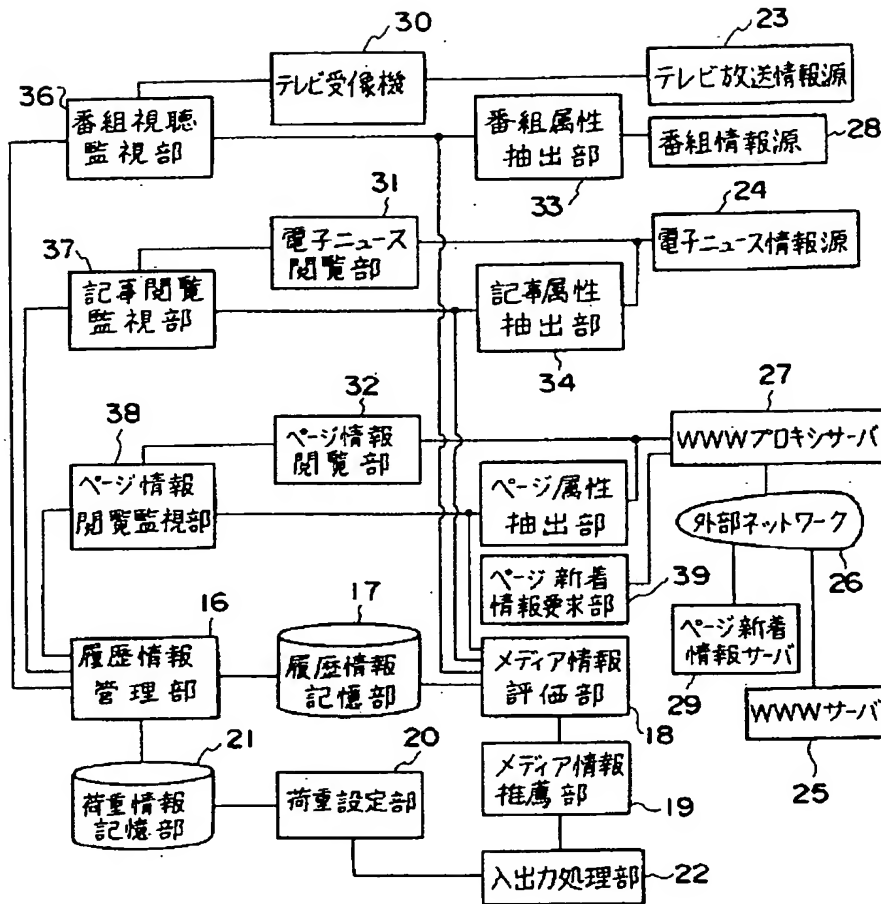 30
23
テレビ受像機
テレビ放送情報源
36
番組視聴
監視部
番組属性
抽出部
33
番組情報源
28
31
電子ニュース
閲覧部
24
電子ニュース情報源
37
記事閲覧
監視部
記事属性
抽出部
34
32
ページ情報
閲覧部
27
WWWプロキシサーバ
38
ページ情報
閲覧監視部
ページ属性
抽出部
外部ネットワーク
26
ページ新着
情報要求部
39
16
履歴情報
管理部
17
履歴情報
記憶部
メディア情報
評価部
18
ページ新着
情報サーバ
29
WWWサーバ
25
21
荷重情報
記憶部
20
荷重設定部
メディア情報
推薦部
19
入出力処理部
22